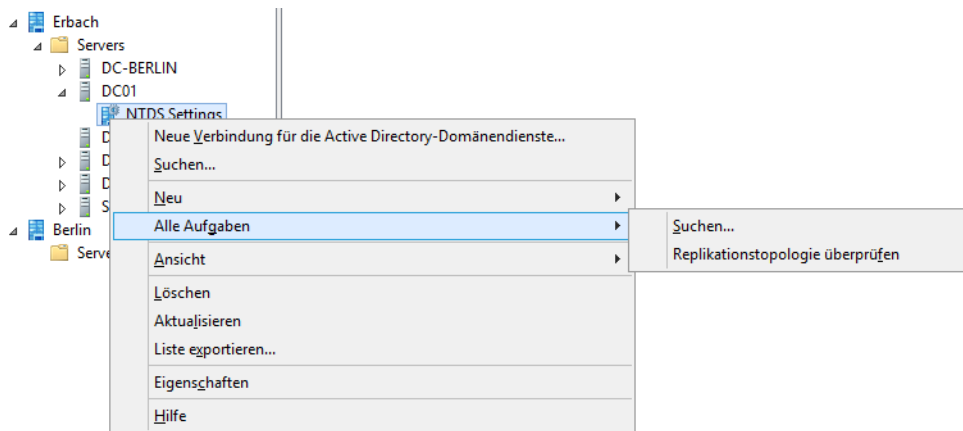 Erbach
Servers
DC-BERLIN
DC01
NTDS Settings
Neue Verbindung für die Active Directory-Domänendienste...
Suchen...
Neu
Alle Aufgaben
Suchen...
Replikationstopologie überprüfen
Berlin
Ansicht
Löschen
Aktualisieren
Liste exportieren...
Eigenschaften
Hilfe